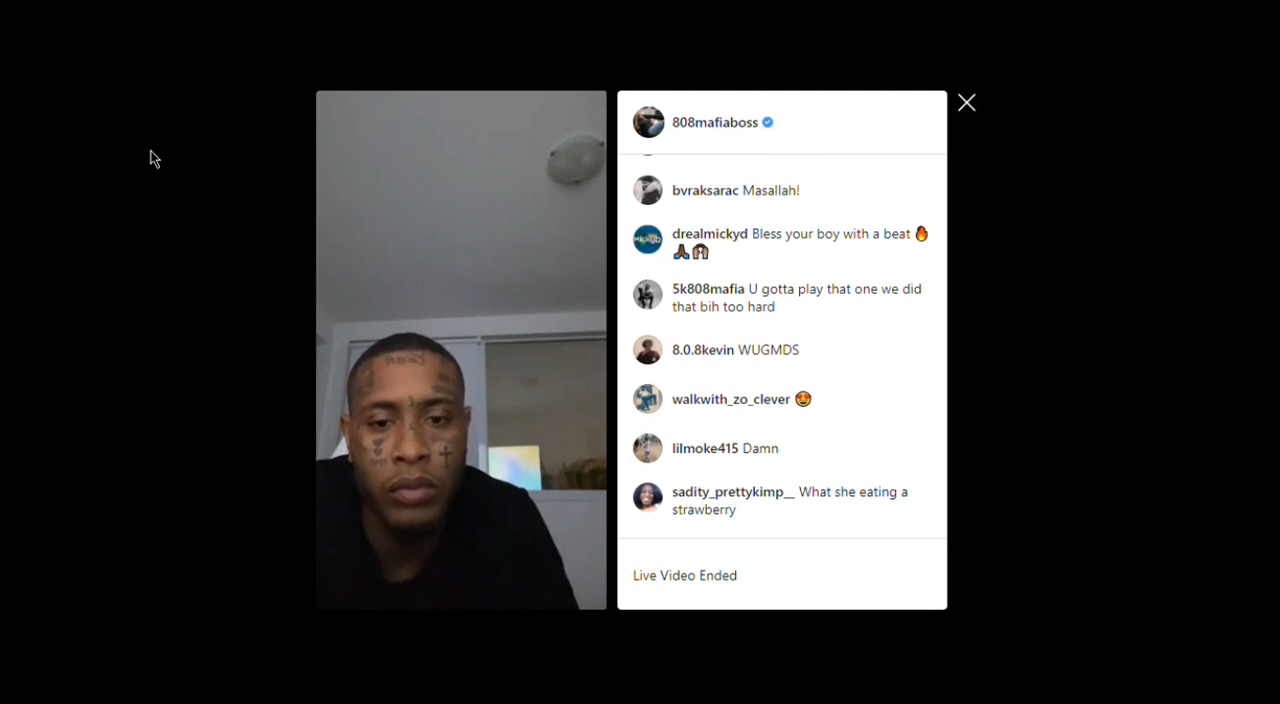 808mafiaboss
bvraksarac Masallah!
drealmickyd Bless your boy with a beat 🔥
🙏🏾🙌🏽
5k808mafia U gotta play that one we did
that bih too hard
8.0.8kevin WUGMDS
walkwith_zo_clever 😍
lilmoke415 Damn
sadity_prettykimp__ What she eating a
strawberry
Live Video Ended